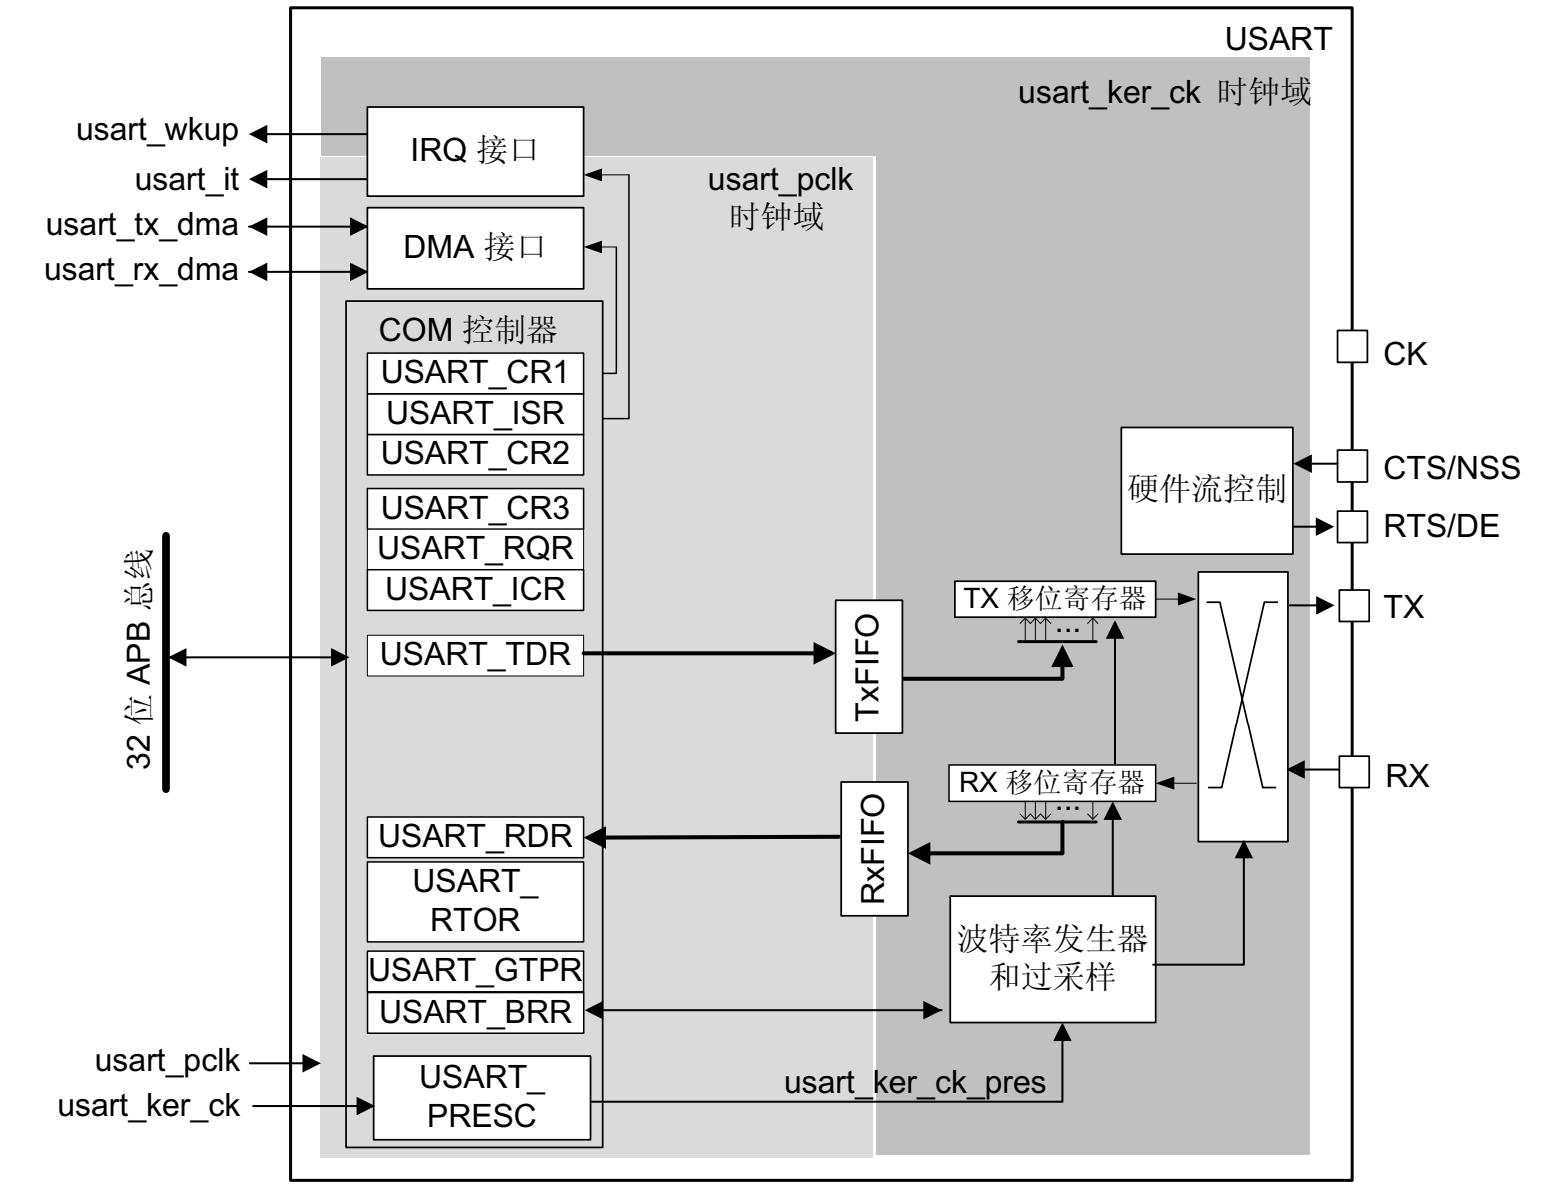 USART
usart_ker_ck 时钟域
usart_wkup
IRQ 接口
usart_it
usart_pclk
时钟域
usart_tx_dma
DMA 接口
usart_rx_dma
COM 控制器
USART_CR1
USART_ISR
USART_CR2
USART_CR3
USART_RQR
USART_ICR
USART_TDR
32 位 APB 总线
CK
硬件流控制
CTS/NSS
RTS/DE
TxFIFO
TX 移位寄存器
...
TX
RX 移位寄存器
...
RX
RxFIFO
USART_RDR
USART_
RTOR
USART_GTPR
USART_BRR
波特率发生器
和过采样
usart_pclk
usart_ker_ck
USART_
PRESC
usart_ker_ck_pres